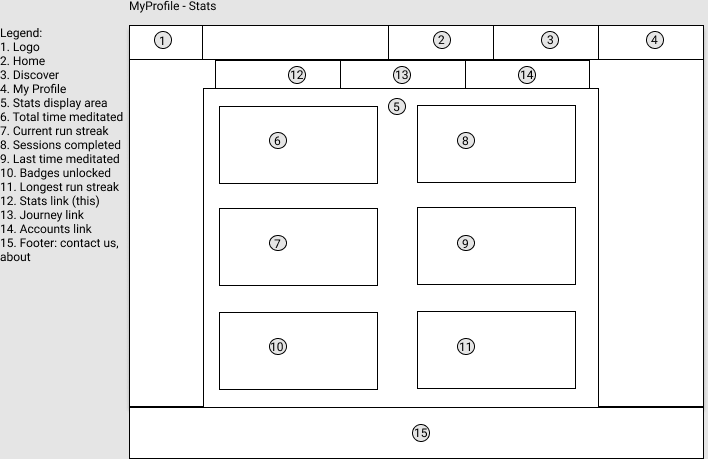 MyProfile - Stats
Legend:
1. Logo
2. Home
3. Discover
4. My Profile
5. Stats display area
6. Total time meditated
7. Current run streak
8. Sessions completed
9. Last time meditated
10. Badges unlocked
11. Longest run streak
12. Stats link (this)
13. Journey link
14. Accounts link
15. Footer: contact us,
about
1
2
3
4
12
13
14
5
6
8
7
9
10
11
15